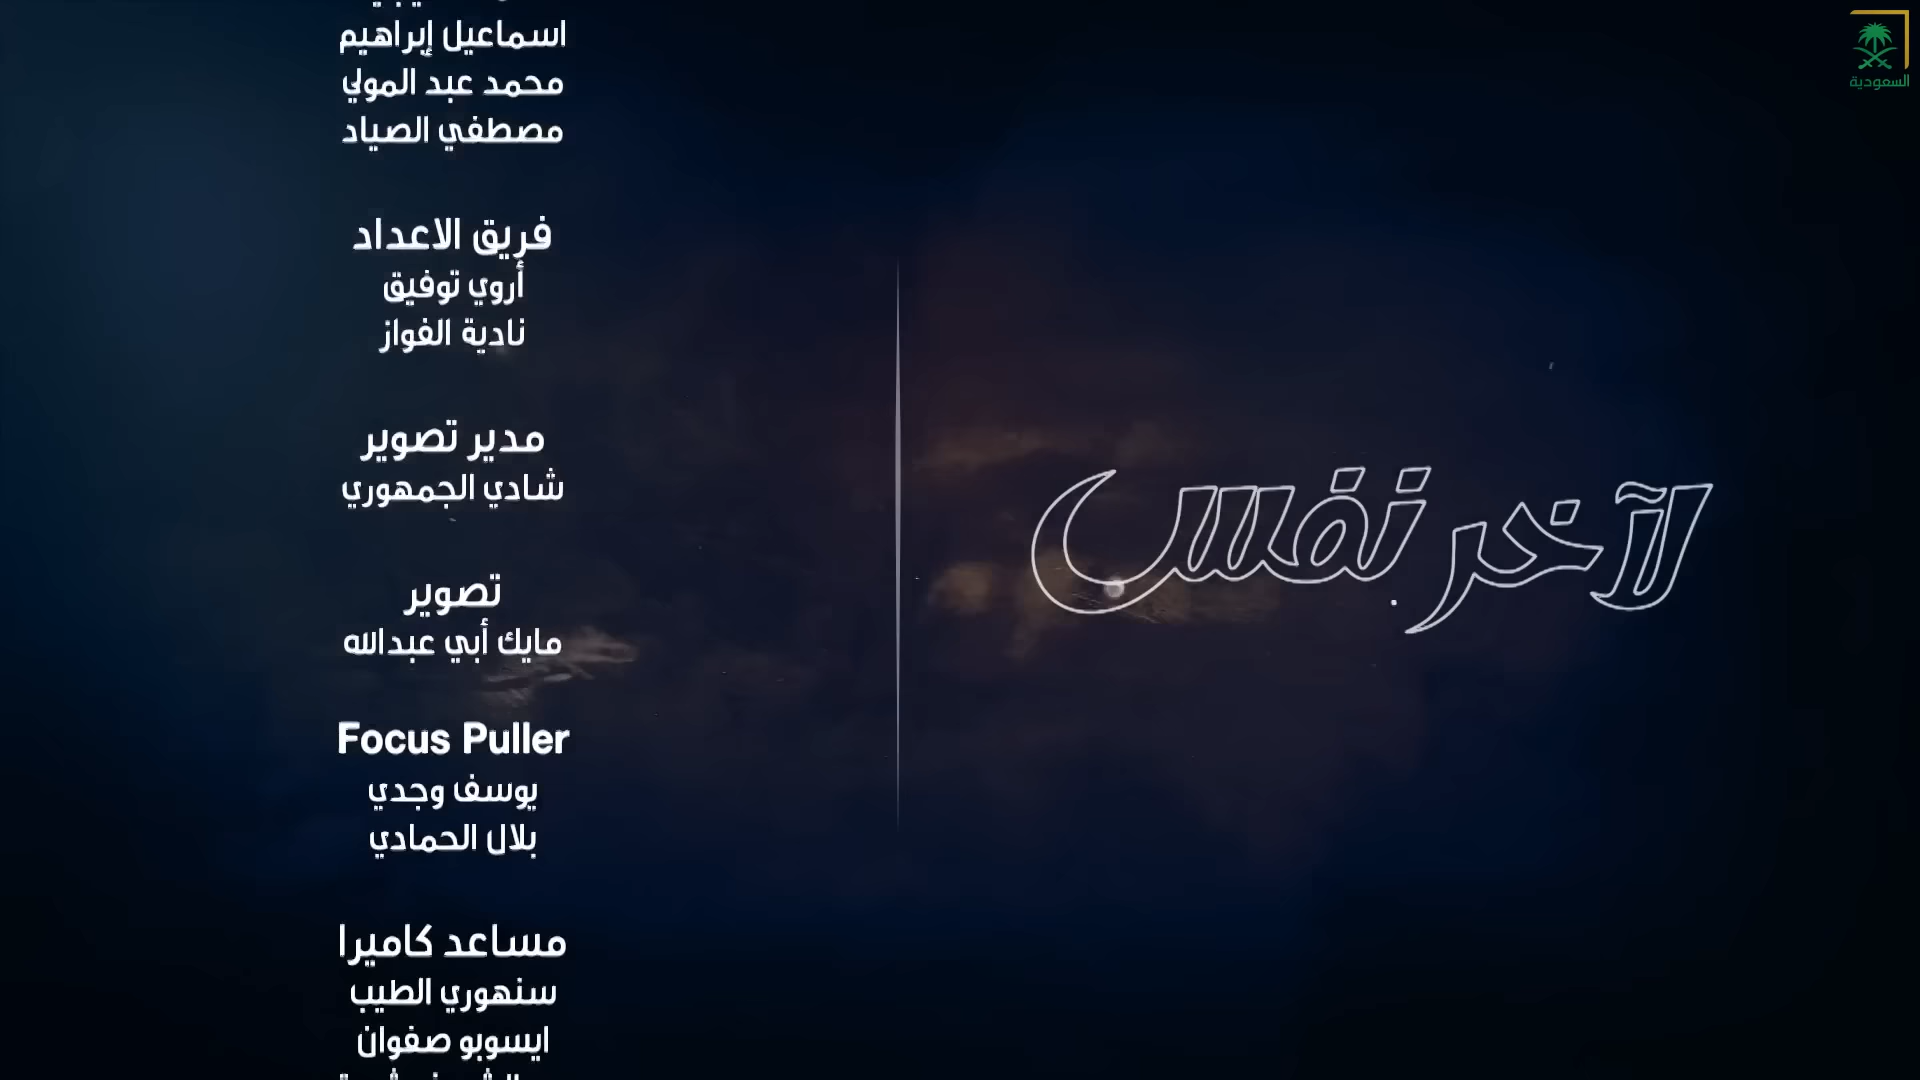 اسماعيل إبراهيم
محمد عبد المولي
مصطفي الصياد
فريق الاعداد
أروي توفيق
نادية الفواز
مدير تصوير
شادي الجمهوري
تصوير
مايك أبي عبدالله
Focus Puller
يوسف وجدي
بلال الحمادي
مساعد كاميرا
سنهوري الطيب
ايسوبو صفوان
لآخر نفس
السعودية